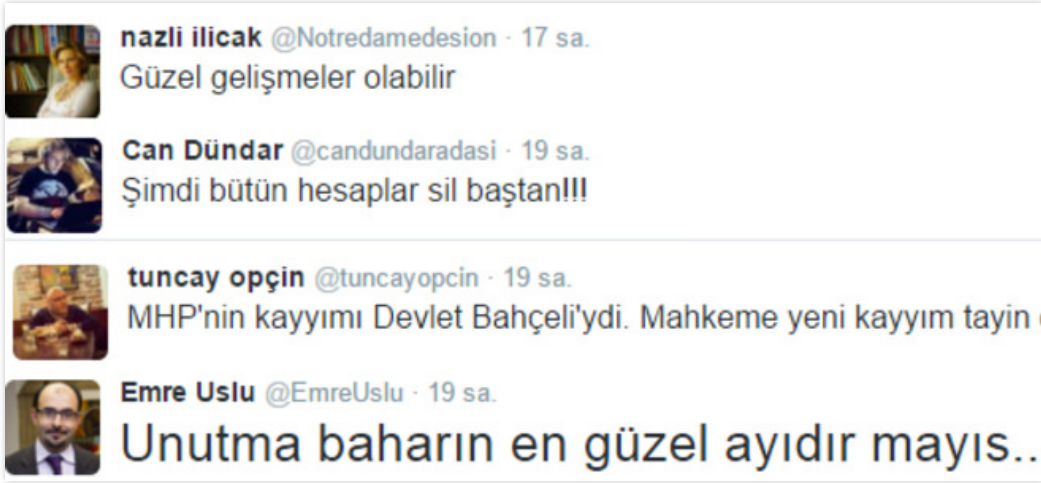 nazli ilicak @Notredamedesion · 17 sa.
Güzel gelişmeler olabilir
Can Dündar @candundaradasi · 19 sa.
Şimdi bütün hesaplar sil baştan!!!
tuncay opçin @tuncayopcin · 19 sa.
MHP'nin kayyımı Devlet Bahçeli'ydi. Mahkeme yeni kayyım tayin
Emre Uslu @EmreUslu · 19 sa.
Unutma baharın en güzel ayıdır mayıs..